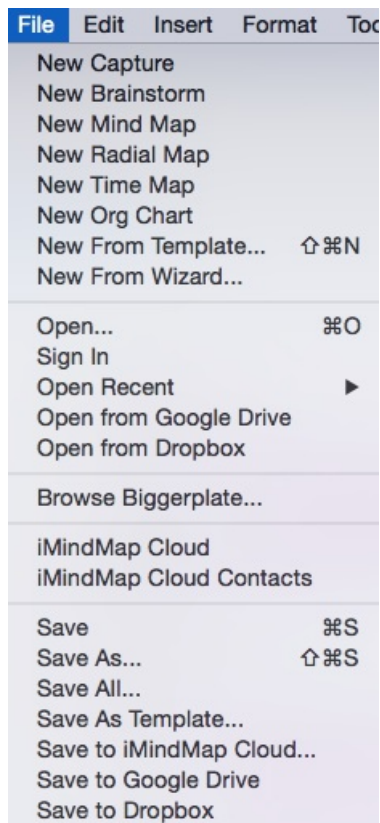 File Edit Insert Format Too
New Capture
New Brainstorm
New Mind Map
New Radial Map
New Time Map
New Org Chart
New From Template... ⇧⌘N
New From Wizard...
Open... ⌘O
Sign In
Open Recent ▶
Open from Google Drive
Open from Dropbox
Browse Biggerplate...
iMindMap Cloud
iMindMap Cloud Contacts
Save ⌘S
Save As... ⇧⌘S
Save All...
Save As Template...
Save to iMindMap Cloud...
Save to Google Drive
Save to Dropbox